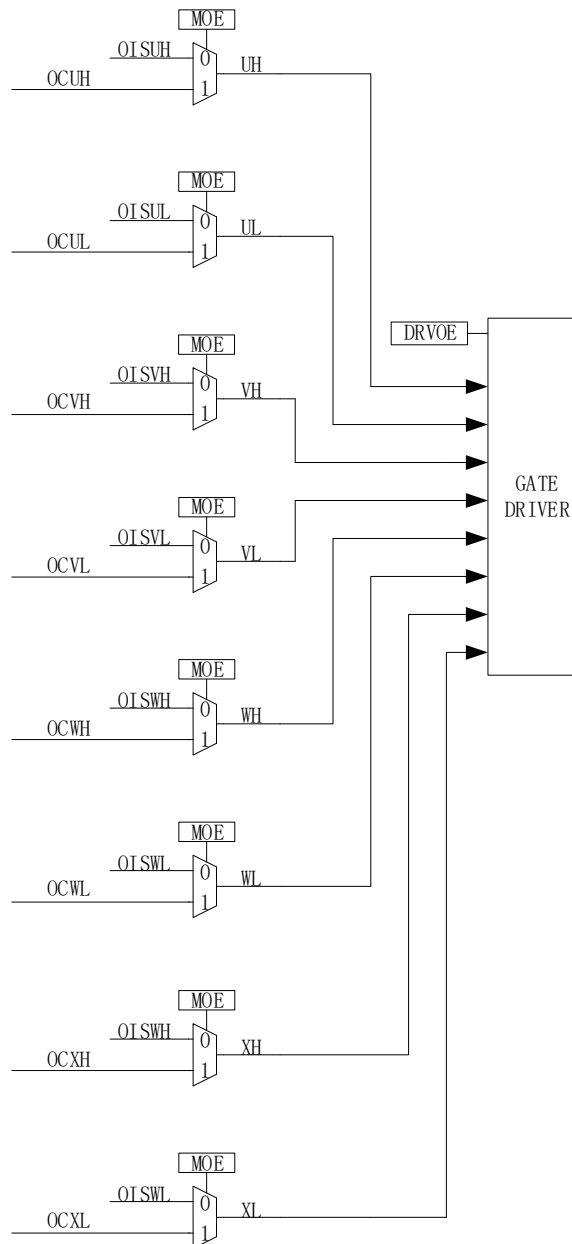 MOE
OISUH
0
UH
OCUH
1
MOE
OISUL
0
UL
OCUL
1
DRVOE
MOE
OISVH
0
VH
OCVH
1
GATE
DRIVER
MOE
OISVL
0
VL
OCVL
1
MOE
OISWH
0
WH
OCWH
1
MOE
OISWL
0
WL
OCWL
1
MOE
OISWH
0
XH
OCXH
1
MOE
OISWL
0
XL
OCXL
1